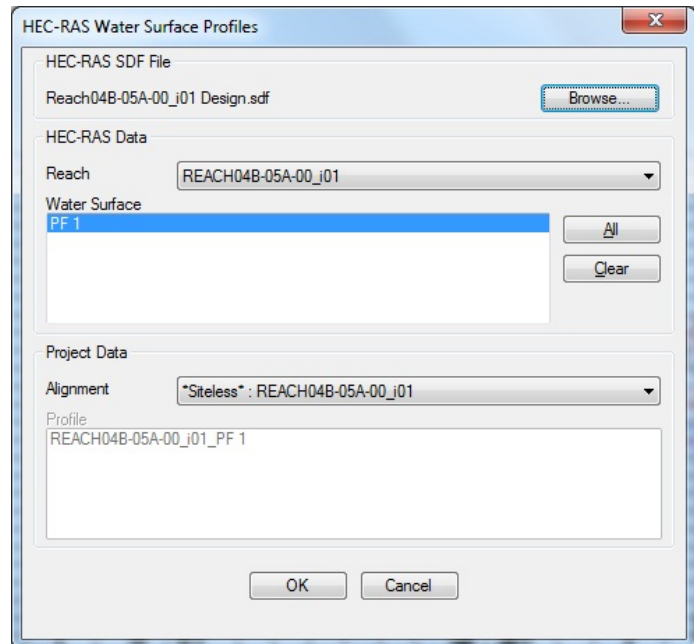 HEC-RAS Water Surface Profiles
HEC-RAS SDF File
Reach04B-05A-00_i01 Design.sdf
Browse...
HEC-RAS Data
Reach
REACH04B-05A-00_i01
Water Surface
PF 1
All
Clear
Project Data
Alignment
*Siteless* : REACH04B-05A-00_i01
Profile
REACH04B-05A-00_i01_PF 1
OK
Cancel